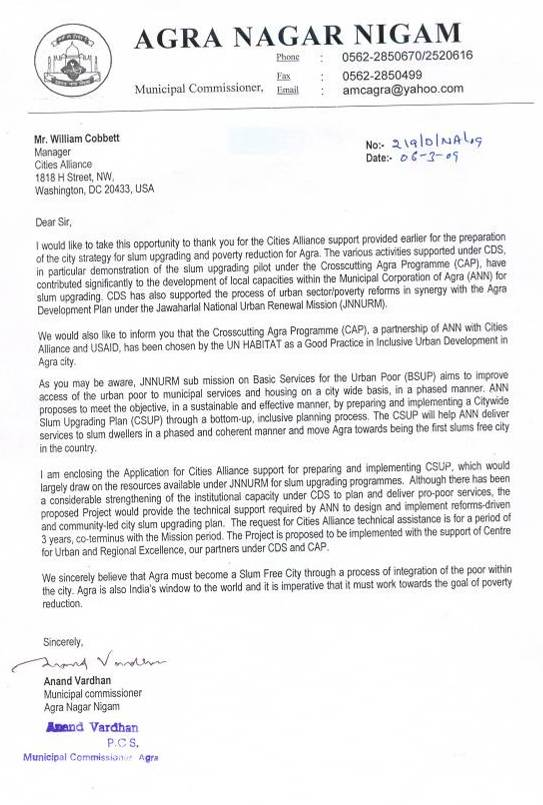 AGRA NAGAR NIGAM
Phone : 0562-2850670/2520616
Fax : 0562-2850499
Municipal Commissioner, Email : amcagra@yahoo.com
Mr. William Cobbett
Manager
Cities Alliance
1818 H Street, NW,
Washington, DC 20433, USA
No:- 219/D/NA/09
Date:- 06-3-09
Dear Sir,
I would like to take this opportunity to thank you for the Cities Alliance support provided earlier for the preparation
of the city strategy for slum upgrading and poverty reduction for Agra. The various activities supported under CDS,
in particular demonstration of the slum upgrading pilot under the Crosscutting Agra Programme (CAP), have
contributed significantly to the development of local capacities within the Municipal Corporation of Agra (ANN) for
slum upgrading. CDS has also supported the process of urban sector/poverty reforms in synergy with the Agra
Development Plan under the Jawaharlal National Urban Renewal Mission (JNNURM).
We would also like to inform you that the Crosscutting Agra Programme (CAP), a partnership of ANN with Cities
Alliance and USAID, has been chosen by the UN HABITAT as a Good Practice in Inclusive Urban Development in
Agra city.
As you may be aware, JNNURM sub mission on Basic Services for the Urban Poor (BSUP) aims to improve
access of the urban poor to municipal services and housing on a city wide basis, in a phased manner. ANN
proposes to meet the objective, in a sustainable and effective manner, by preparing and implementing a Citywide
Slum Upgrading Plan (CSUP) through a bottom-up, inclusive planning process. The CSUP will help ANN deliver
services to slum dwellers in a phased and coherent manner and move Agra towards being the first slums free city
in the country.
I am enclosing the Application for Cities Alliance support for preparing and implementing CSUP, which would
largely draw on the resources available under JNNURM for slum upgrading programmes. Although there has been
a considerable strengthening of the institutional capacity under CDS to plan and deliver pro-poor services, the
proposed Project would provide the technical support required by ANN to design and implement reforms-driven
and community-led city slum upgrading plan. The request for Cities Alliance technical assistance is for a period of
3 years, co-terminus with the Mission period. The Project is proposed to be implemented with the support of Centre
for Urban and Regional Excellence, our partners under CDS and CAP.
We sincerely believe that Agra must become a Slum Free City through a process of integration of the poor within
the city. Agra is also India's window to the world and it is imperative that it must work towards the goal of poverty
reduction.
Sincerely,
Anand Vardhan
Anand Vardhan
Municipal commissioner
Agra Nagar Nigam
Anand Vardhan
P.C.S.
Municipal Commissioner Agra